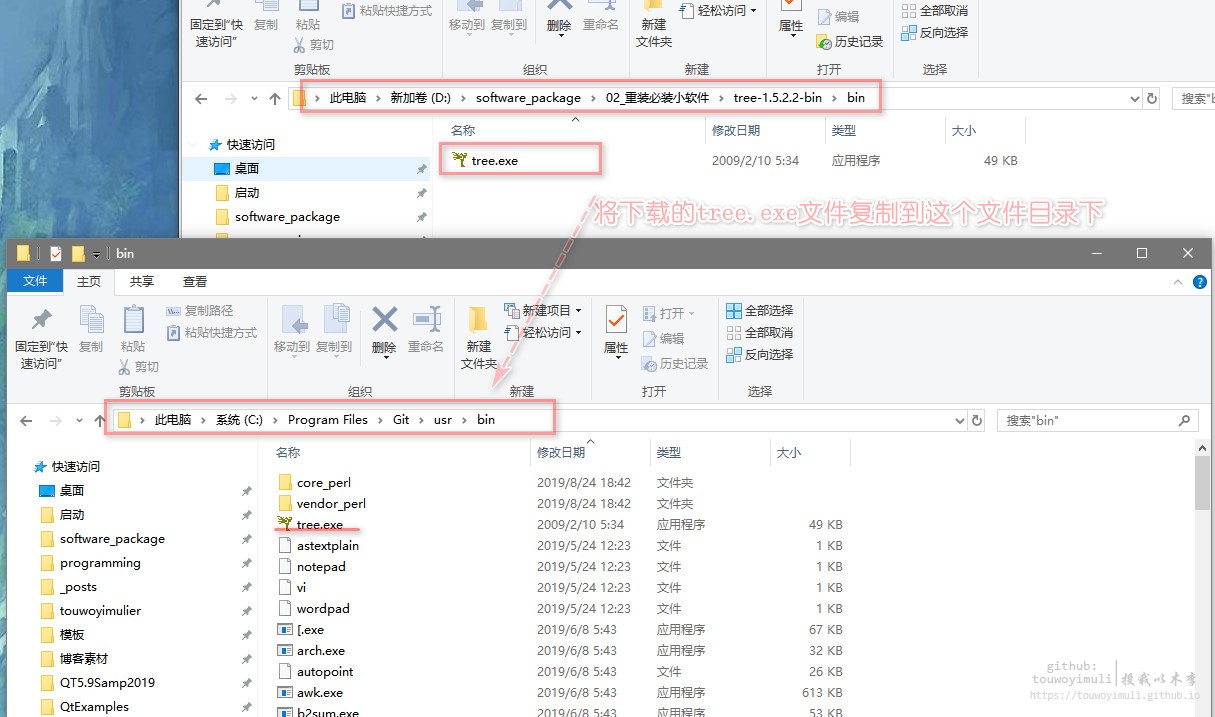 固定到"快
速访问"
复制
粘贴
粘贴快捷方式
剪切
剪贴板
移动到
复制到
删除
重命名
组织
新建
文件夹
轻松访问
新建
属性
编辑
历史记录
打开
全部取消
反向选择
选择
此电脑 新加卷 (D:) software_package 02_重装必装小软件 tree-1.5.2.2-bin bin
搜索"b
快速访问
桌面
启动
software_package
名称 修改日期 类型 大小
tree.exe 2009/2/10 5:34 应用程序 49 KB
将下载的tree.exe文件复制到这个文件目录下
bin
文件 主页 共享 查看
固定到"快
速访问"
复制
粘贴
复制路径
粘贴快捷方式
剪切
剪贴板
移动到
复制到
删除
重命名
组织
新建
文件夹
新建项目
轻松访问
新建
属性
打开
编辑
历史记录
打开
全部选择
全部取消
反向选择
选择
此电脑 系统 (C:) Program Files Git usr bin
搜索"bin"
快速访问
桌面
启动
software_package
programming
_posts
touwoyimulier
模板
博客素材
QT5.9Samp2019
QtExamples
名称 修改日期 类型 大小
core_perl 2019/8/24 18:42 文件夹
vendor_perl 2019/8/24 18:42 文件夹
tree.exe 2009/2/10 5:34 应用程序 49 KB
astextplain 2019/5/24 12:23 文件 1 KB
notepad 2019/5/24 12:23 文件 1 KB
vi 2019/5/24 12:23 文件 1 KB
wordpad 2019/5/24 12:23 文件 1 KB
[.exe 2019/6/8 5:43 应用程序 67 KB
arch.exe 2019/6/8 5:43 应用程序 32 KB
autopoint 2019/6/8 5:43 文件 26 KB
awk.exe 2019/6/8 5:43 应用程序 613 KB
b2sum.exe 2019/6/8 5:43 应用程序 53 KB
github:
touwoyimuli
投我以木李
https://touwoyimuli.github.io